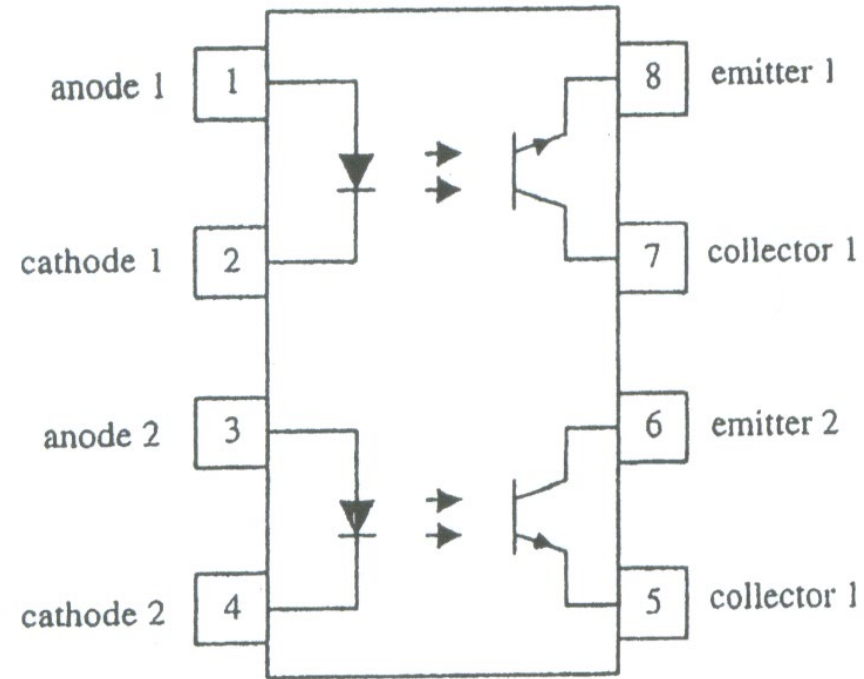 anode 1 1 8 emitter 1
cathode 1 2 7 collector 1
anode 2 3 6 emitter 2
cathode 2 4 5 collector 1